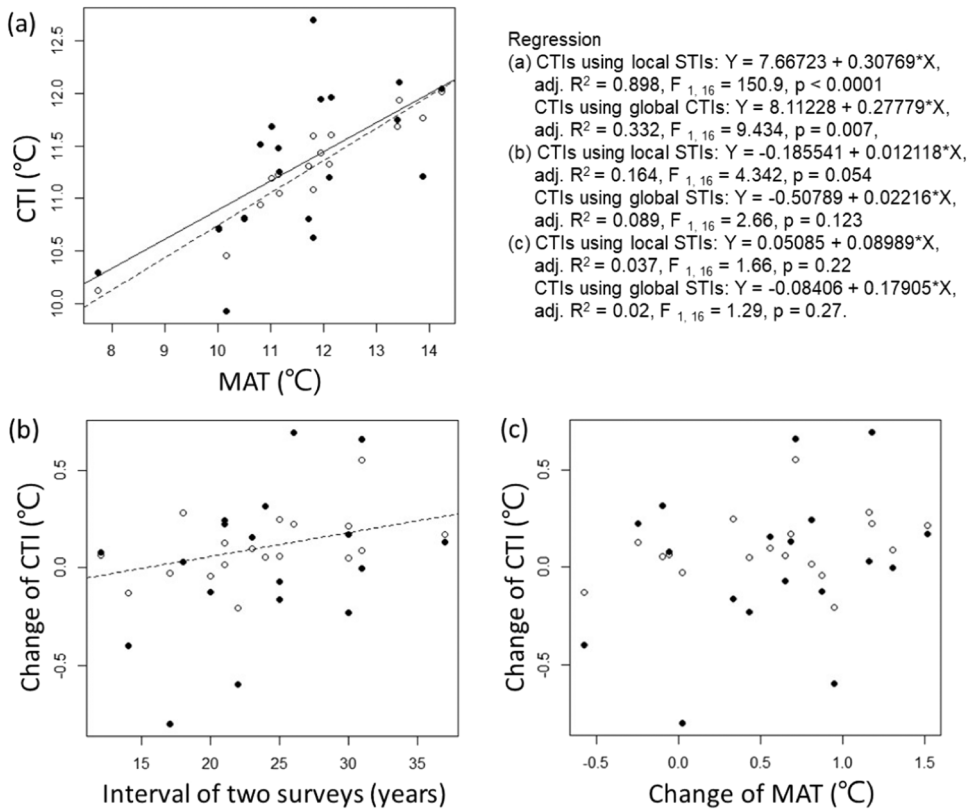 (a)
CTI (℃)
12.5
12.0
11.5
11.0
10.5
10.0
8 9 10 11 12 13 14
MAT (℃)
Regression
(a) CTIs using local STIs: Y = 7.66723 + 0.30769*X,
adj. R² = 0.898, F 1, 16 = 150.9, p < 0.0001
CTIs using global CTIs: Y = 8.11228 + 0.27779*X,
adj. R² = 0.332, F 1, 16 = 9.434, p = 0.007,
(b) CTIs using local STIs: Y = -0.185541 + 0.012118*X,
adj. R² = 0.164, F 1, 16 = 4.342, p = 0.054
CTIs using global STIs: Y = -0.50789 + 0.02216*X,
adj. R² = 0.089, F 1, 16 = 2.66, p = 0.123
(c) CTIs using local STIs: Y = 0.05085 + 0.08989*X,
adj. R² = 0.037, F 1, 16 = 1.66, p = 0.22
CTIs using global STIs: Y = -0.08406 + 0.17905*X,
adj. R² = 0.02, F 1, 16 = 1.29, p = 0.27.
(b)
Change of CTI (℃)
0.5
0.0
-0.5
15 20 25 30 35
Interval of two surveys (years)
(c)
Change of CTI (℃)
0.5
0.0
-0.5
-0.5 0.0 0.5 1.0 1.5
Change of MAT (℃)